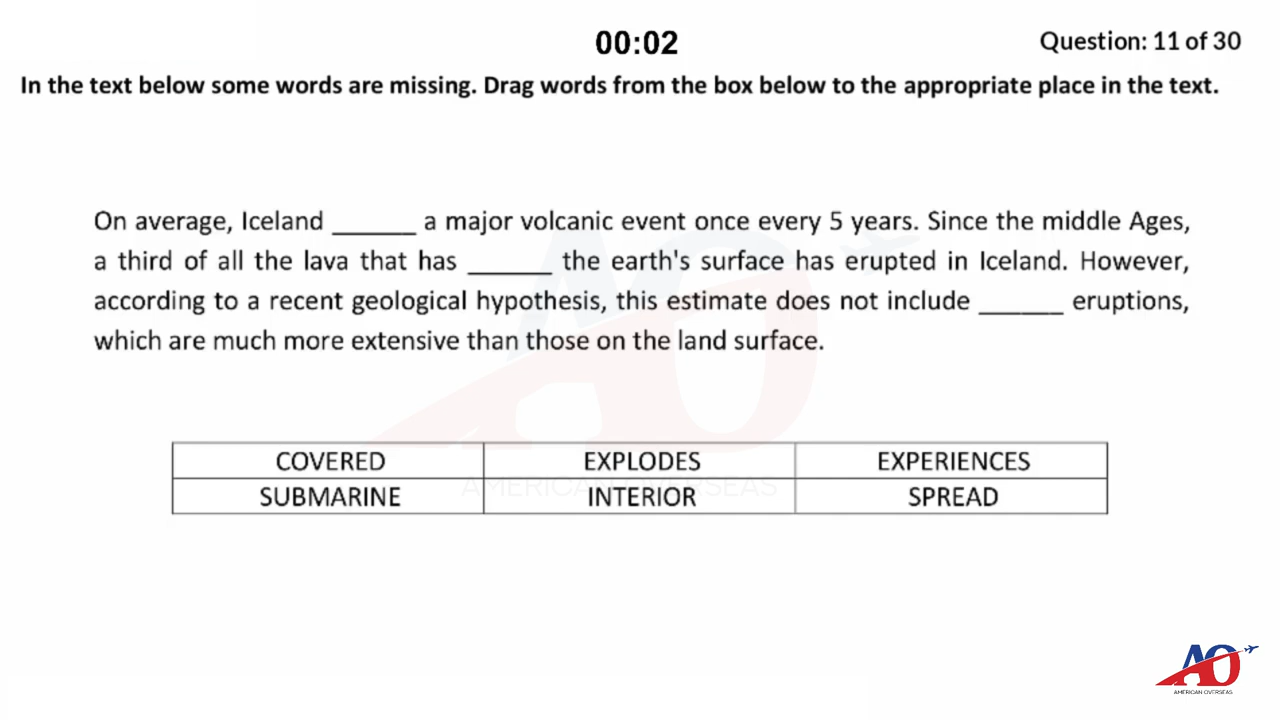 00:02
Question: 11 of 30
In the text below some words are missing. Drag words from the box below to the appropriate place in the text.
On average, Iceland ______ a major volcanic event once every 5 years. Since the middle Ages,
a third of all the lava that has ______ the earth's surface has erupted in Iceland. However,
according to a recent geological hypothesis, this estimate does not include ______ eruptions,
which are much more extensive than those on the land surface.
COVERED EXPLODES EXPERIENCES
SUBMARINE INTERIOR SPREAD
AO
AMERICAN OVERSEAS
AO
AMERICAN OVERSEAS